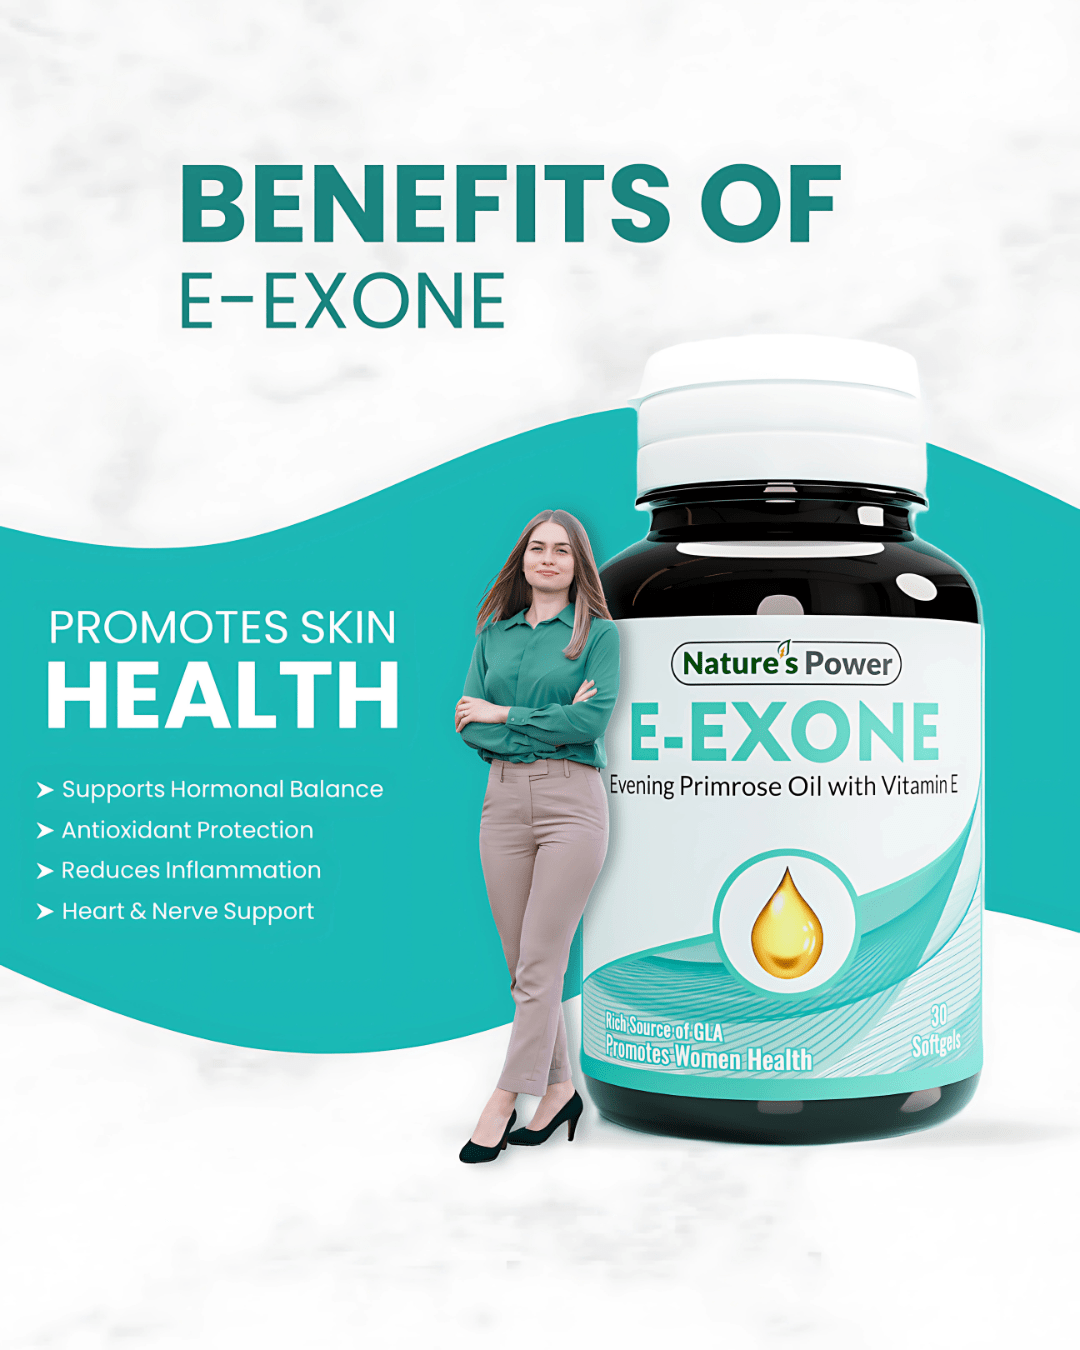 BENEFITS OF
E-EXONE
PROMOTES SKIN
HEALTH
➤ Supports Hormonal Balance
➤ Antioxidant Protection
➤ Reduces Inflammation
➤ Heart & Nerve Support
Nature's Power
E-EXONE
Evening Primrose Oil with Vitamin E
Rich Source of GLA
Promotes Women Health
30
Softgels